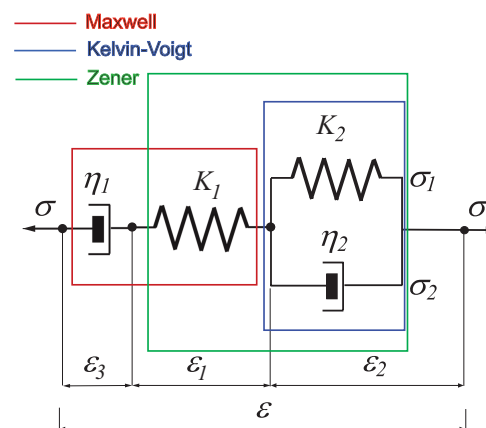 Maxwell
Kelvin-Voigt
Zener
K₂
η₁ K₁ σ₁
σ η₂ σ
σ₂
ε₃ ε₁ ε₂
ε